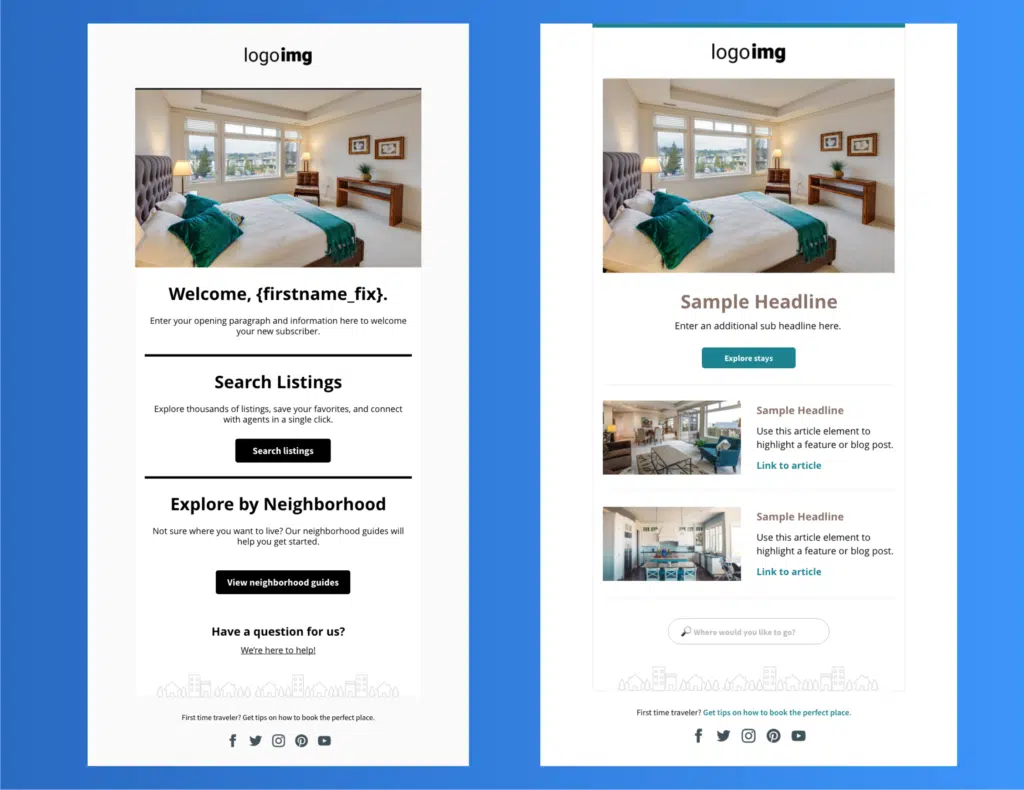 logoimg
Welcome, {firstname_fix}.
Enter your opening paragraph and information here to welcome
your new subscriber.
Search Listings
Explore thousands of listings, save your favorites, and connect
with agents in a single click.
Search listings
Explore by Neighborhood
Not sure where you want to live? Our neighborhood guides will
help you get started.
View neighborhood guides
Have a question for us?
We're here to help!
First time traveler? Get tips on how to book the perfect place.
logoimg
Sample Headline
Enter an additional sub headline here.
Explore stays
Sample Headline
Use this article element to
highlight a feature or blog post.
Link to article
Sample Headline
Use this article element to
highlight a feature or blog post.
Link to article
Where would you like to go?
First time traveler? Get tips on how to book the perfect place.